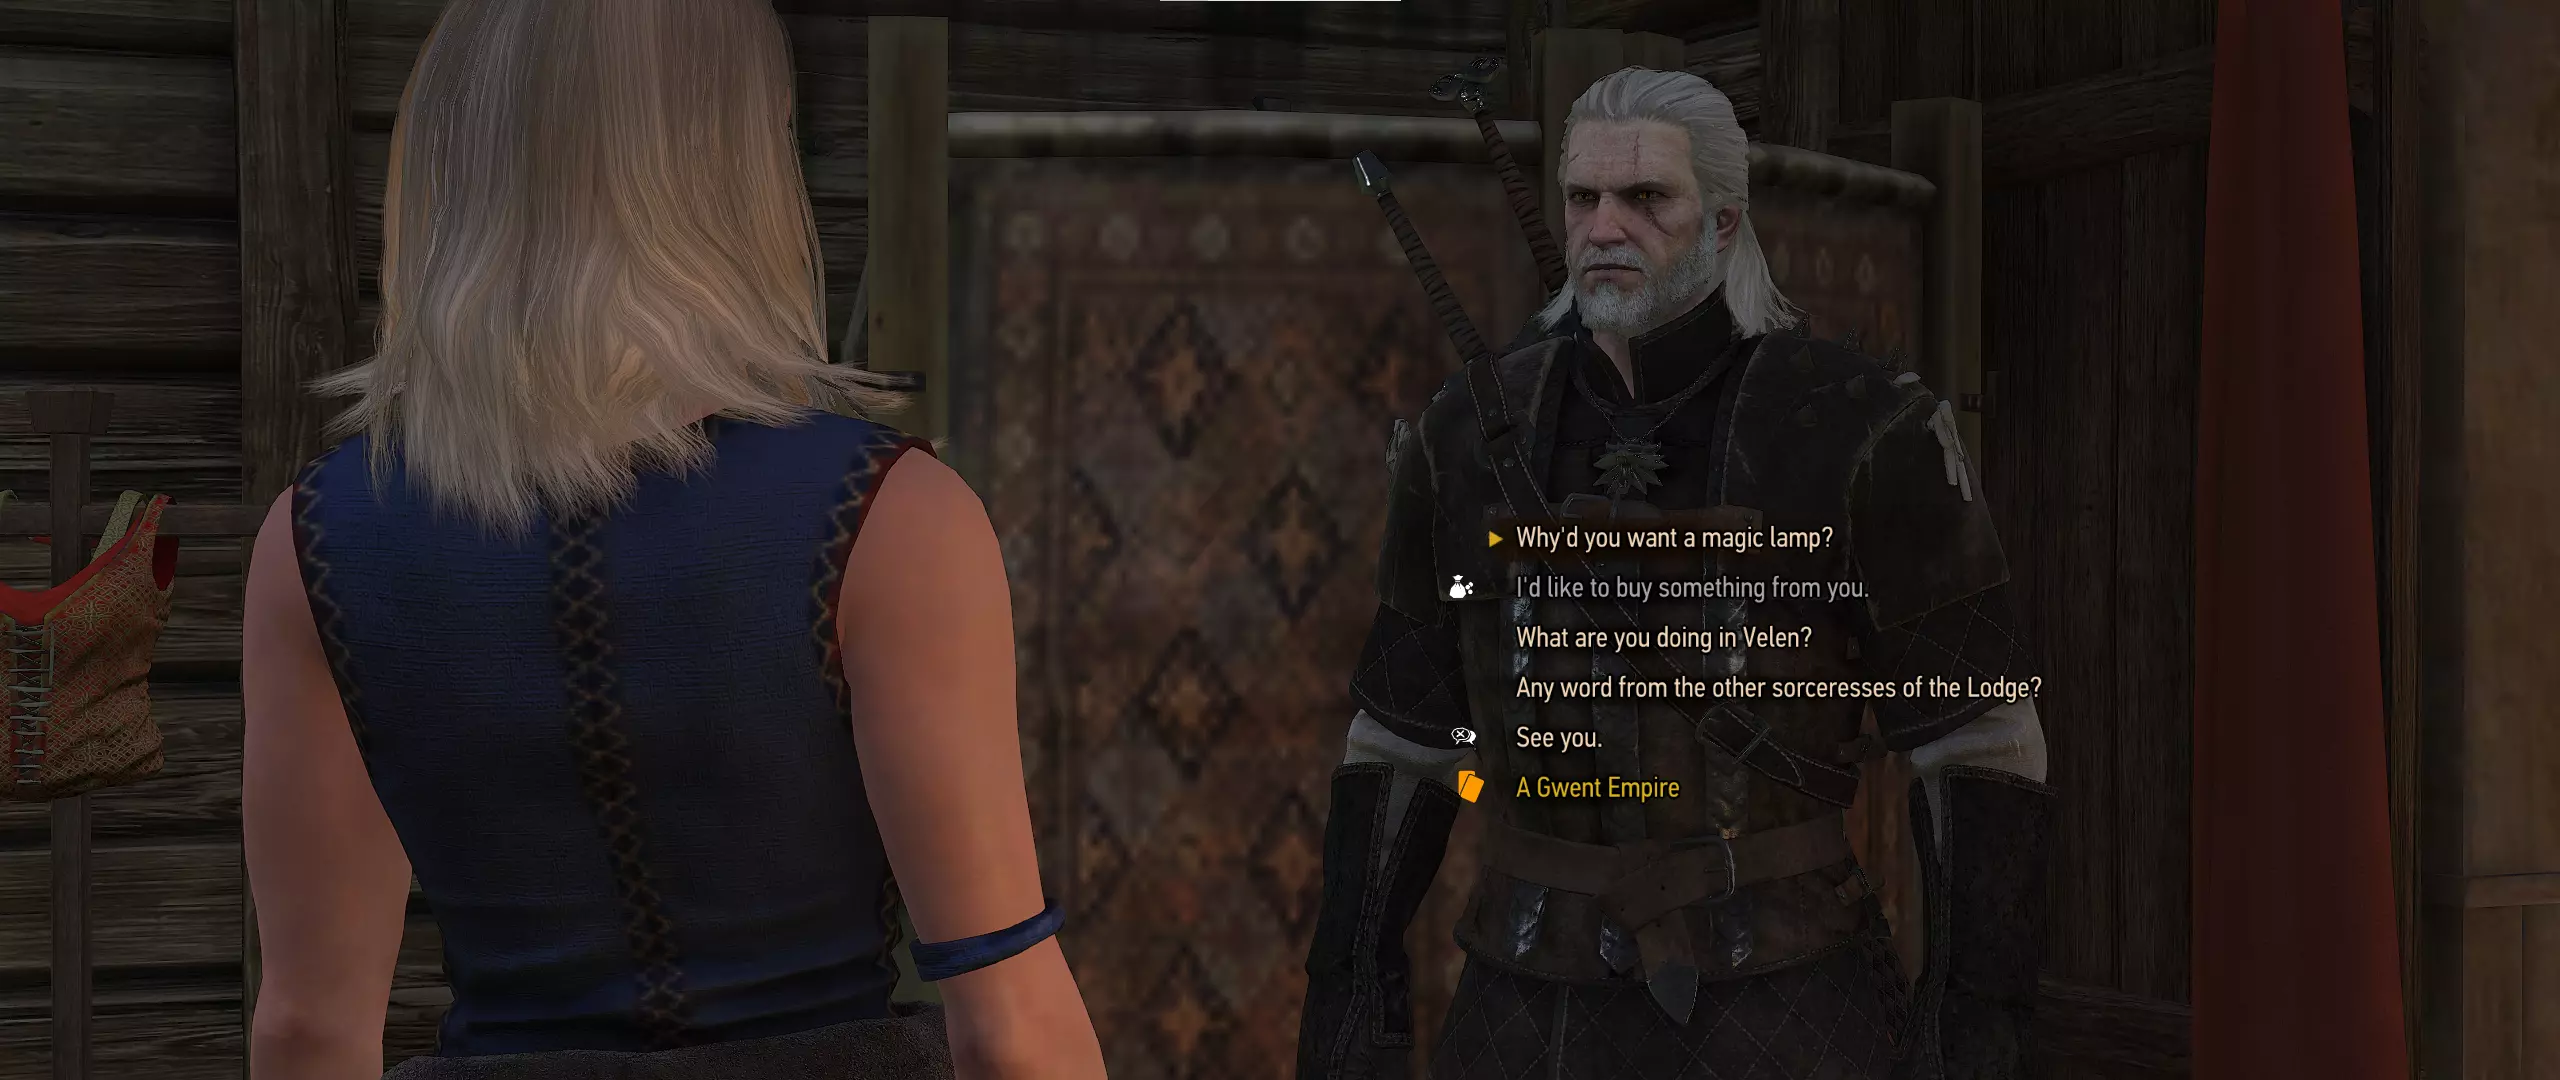 Why'd you want a magic lamp?
I'd like to buy something from you.
What are you doing in Velen?
Any word from the other sorceresses of the Lodge?
See you.
A Gwent Empire